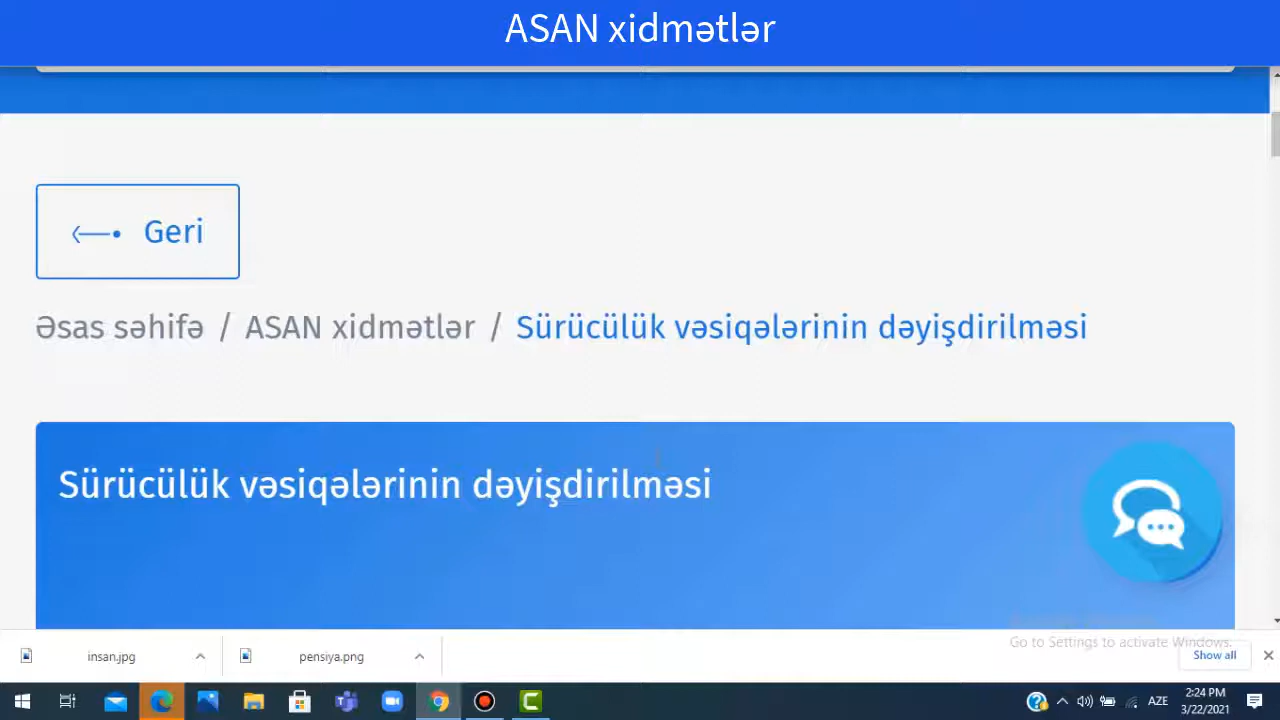 ASAN xidmətlər
Geri
Əsas səhifə / ASAN xidmətlər / Sürücülük vəsiqələrinin dəyişdirilməsi
Sürücülük vəsiqələrinin dəyişdirilməsi
Go to Settings to activate Windows.
insan.jpg
pensiya.png
Show all
AZE
2:24 PM
3/22/2021